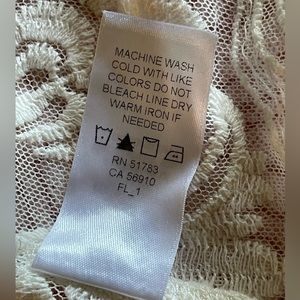 MACHINE WASH
COLD WITH LIKE
COLORS DO NOT
BLEACH LINE DRY
WARM IRON IF
NEEDED
RN 51783
CA 56910
FL_1